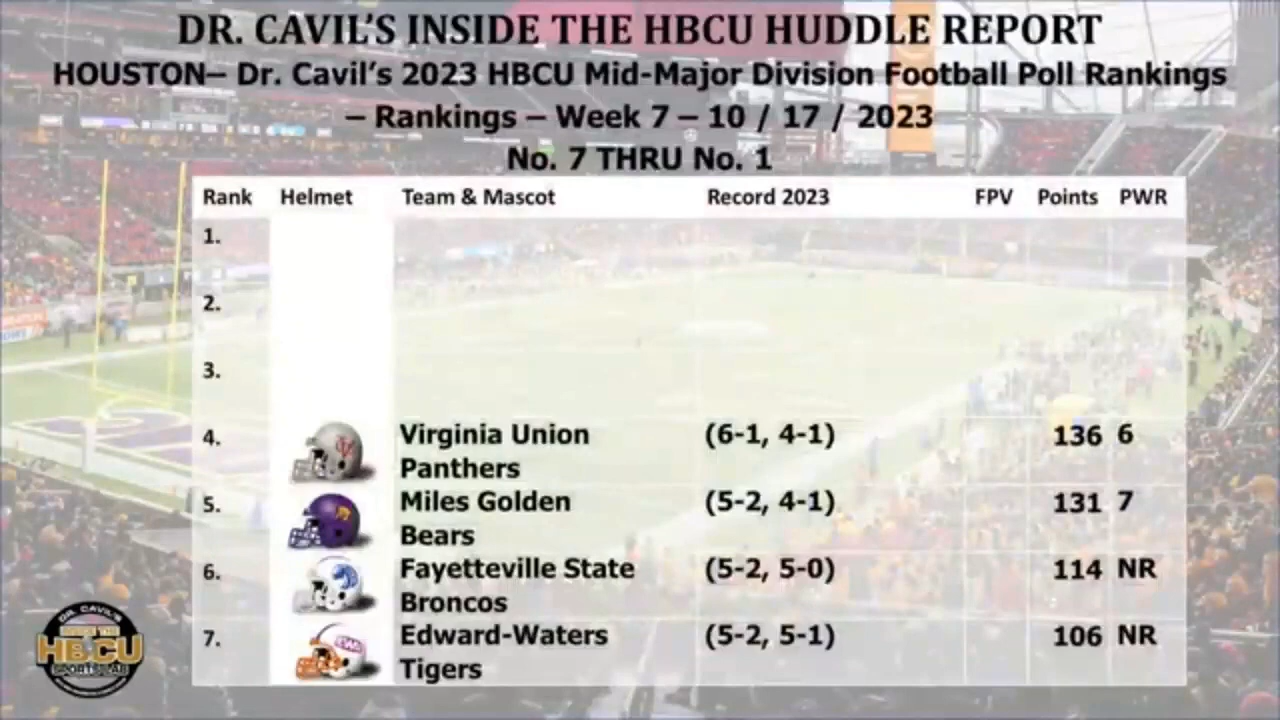 DR. CAVIL'S INSIDE THE HBCU HUDDLE REPORT
HOUSTON– Dr. Cavil's 2023 HBCU Mid-Major Division Football Poll Rankings
– Rankings – Week 7 – 10 / 17 / 2023
No. 7 THRU No. 1
Rank Helmet Team & Mascot Record 2023 FPV Points PWR
1.
2.
3.
4. Virginia Union (6-1, 4-1) 136 6
Panthers
5. Miles Golden (5-2, 4-1) 131 7
Bears
6. Fayetteville State (5-2, 5-0) 114 NR
Broncos
7. Edward-Waters (5-2, 5-1) 106 NR
Tigers
DR. CAVIL'S
INSIDE THE
HBCU
SPORTS LAB